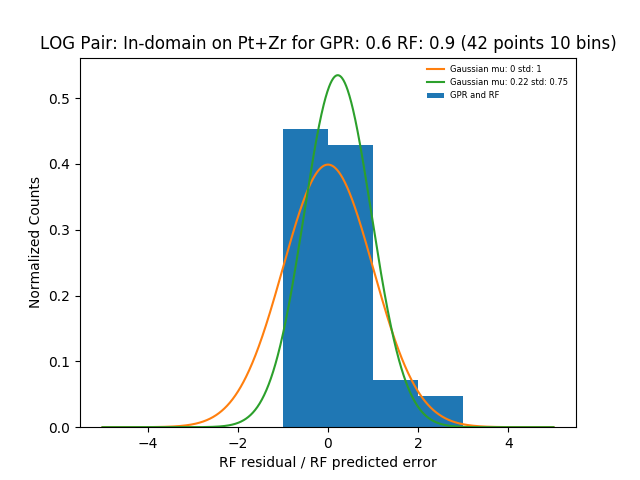 LOG Pair: In-domain on Pt+Zr for GPR: 0.6 RF: 0.9 (42 points 10 bins)
Gaussian mu: 0 std: 1
Gaussian mu: 0.22 std: 0.75
GPR and RF
Normalized Counts
0.5
0.4
0.3
0.2
0.1
0.0
−4 −2 0 2 4
RF residual / RF predicted error